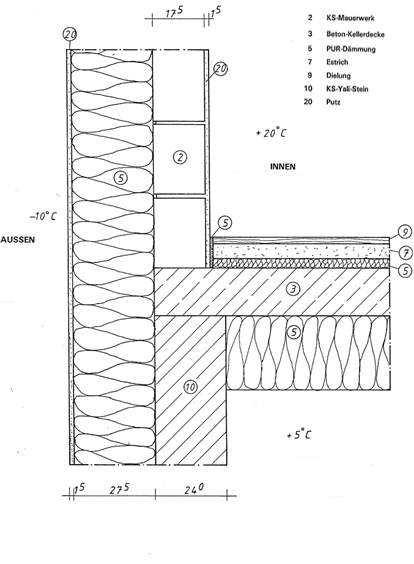 17⁵ 1⁵
2 KS-Mauerwerk
3 Beton-Kellerdecke
5 PUR-Dämmung
7 Estrich
9 Dielung
10 KS-Yali-Stein
20 Putz
20
20
+20°C
2
INNEN
5
-10°C
AUSSEN
5
9
7
5
3
5
10
+5°C
1⁵ 27⁵ 24⁰